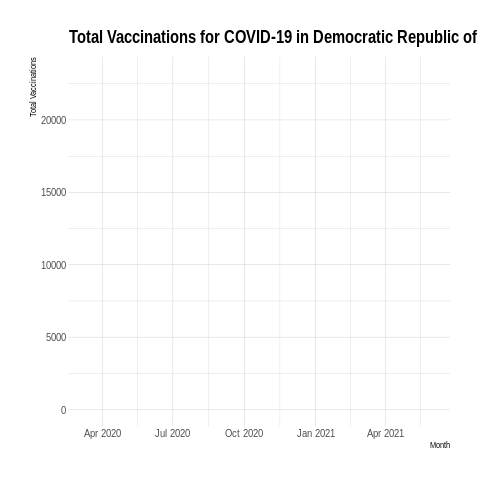 Total Vaccinations for COVID-19 in Democratic Republic of
Total Vaccinations
20000
15000
10000
5000
0
Apr 2020 Jul 2020 Oct 2020 Jan 2021 Apr 2021
Month